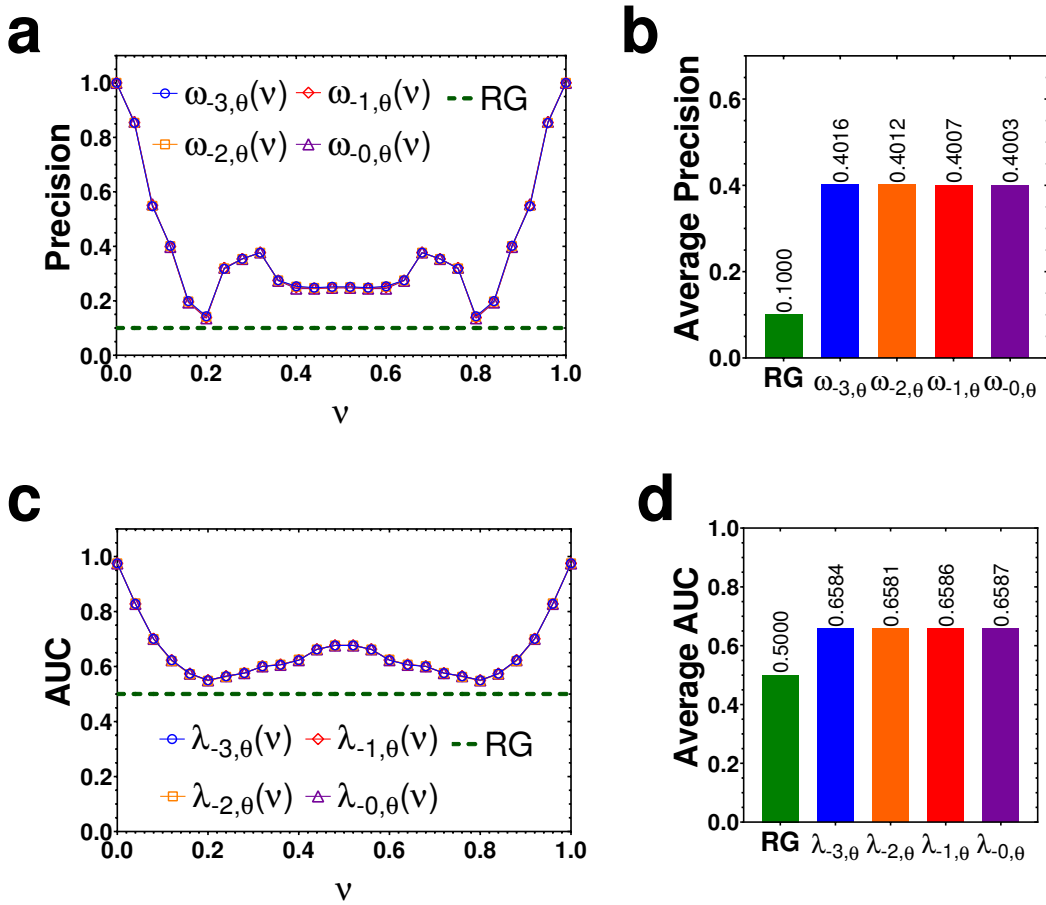 a
Precision
1.0
0.8
0.6
0.4
0.2
0.0
ω-3,θ(ν) ω-1,θ(ν) RG
ω-2,θ(ν) ω-0,θ(ν)
0.0 0.2 0.4 0.6 0.8 1.0
ν
b
Average Precision
0.6
0.4
0.2
0.0
0.1000
0.4016
0.4012
0.4007
0.4003
RG ω-3,θ ω-2,θ ω-1,θ ω-0,θ
c
AUC
1.0
0.8
0.6
0.4
0.2
0.0
λ-3,θ(ν) λ-1,θ(ν) RG
λ-2,θ(ν) λ-0,θ(ν)
0.0 0.2 0.4 0.6 0.8 1.0
ν
d
Average AUC
1.0
0.8
0.6
0.4
0.2
0.0
0.5000
0.6584
0.6581
0.6586
0.6587
RG λ-3,θ λ-2,θ λ-1,θ λ-0,θ